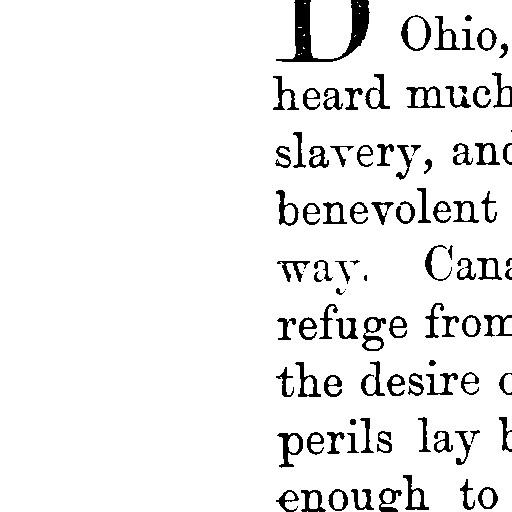 D Ohio,
heard much
slavery, and
benevolent
way. Cana
refuge from
the desire o
perils lay b
enough to